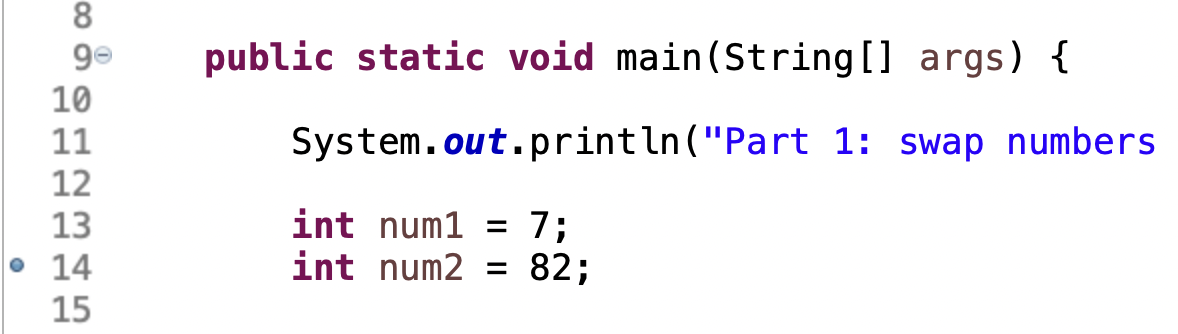 8
9 public static void main(String[] args) {
10
11 System.out.println("Part 1: swap numbers
12
13 int num1 = 7;
14 int num2 = 82;
15